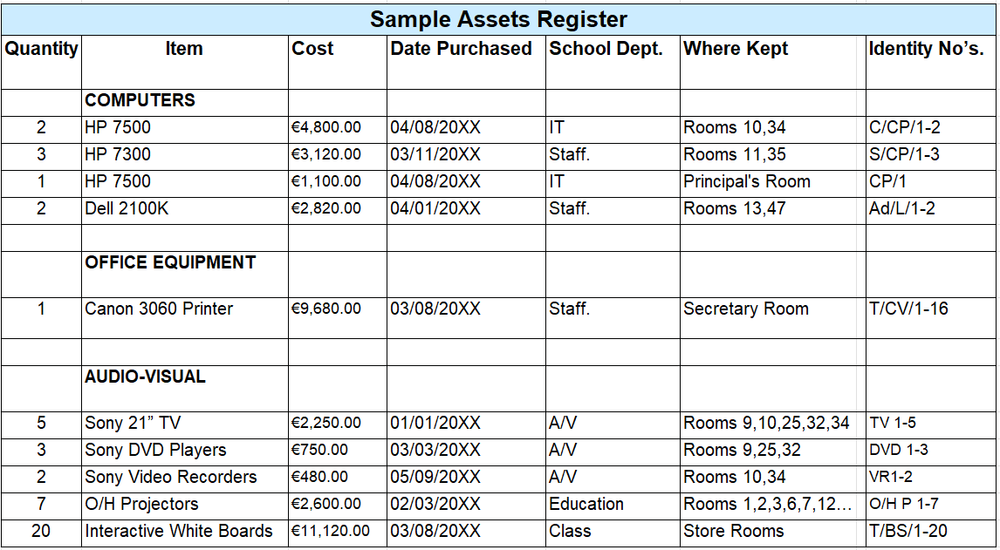 Sample Assets Register
Quantity Item Cost Date Purchased School Dept. Where Kept Identity No’s.
COMPUTERS
2 HP 7500 €4,800.00 04/08/20XX IT Rooms 10,34 C/CP/1-2
3 HP 7300 €3,120.00 03/11/20XX Staff. Rooms 11,35 S/CP/1-3
1 HP 7500 €1,100.00 04/08/20XX IT Principal's Room CP/1
2 Dell 2100K €2,820.00 04/01/20XX Staff. Rooms 13,47 Ad/L/1-2
OFFICE EQUIPMENT
1 Canon 3060 Printer €9,680.00 03/08/20XX Staff. Secretary Room T/CV/1-16
AUDIO-VISUAL
5 Sony 21” TV €2,250.00 01/01/20XX A/V Rooms 9,10,25,32,34 TV 1-5
3 Sony DVD Players €750.00 03/03/20XX A/V Rooms 9,25,32 DVD 1-3
2 Sony Video Recorders €480.00 05/09/20XX A/V Rooms 10,34 VR1-2
7 O/H Projectors €2,600.00 02/03/20XX Education Rooms 1,2,3,6,7,12... O/H P 1-7
20 Interactive White Boards €11,120.00 03/08/20XX Class Store Rooms T/BS/1-20